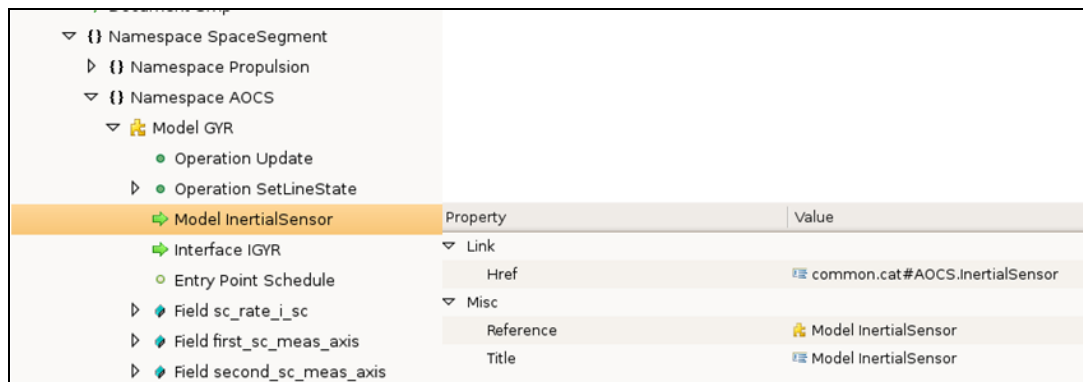 Namespace SpaceSegment
Namespace Propulsion
Namespace AOCS
Model GYR
Operation Update
Operation SetLineState
Model InertialSensor
Interface IGYR
Entry Point Schedule
Field sc_rate_i_sc
Field first_sc_meas_axis
Field second_sc_meas_axis
Property Value
Link
Href common.cat#AOCS.InertialSensor
Misc
Reference Model InertialSensor
Title Model InertialSensor